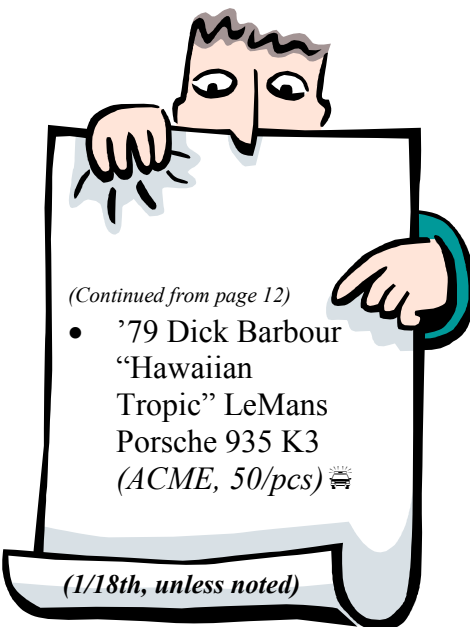 (Continued from page 12)
• ’79 Dick Barbour
“Hawaiian
Tropic” LeMans
Porsche 935 K3
(ACME, 50/pcs)
(1/18th, unless noted)